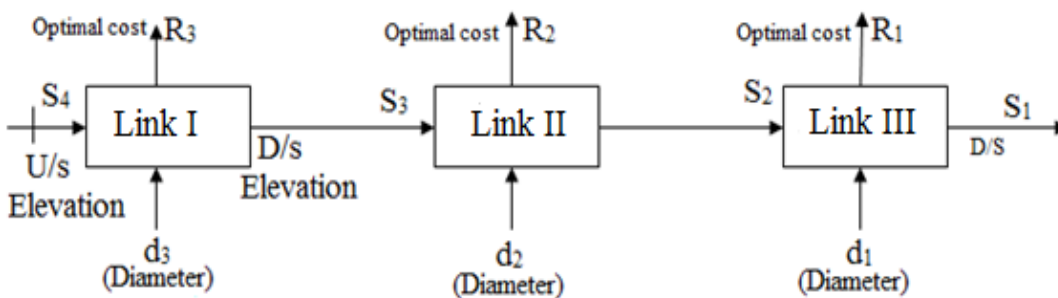 Optimal cost R3
Optimal cost R2
Optimal cost R1
S4
Link I
S3
Link II
S2
Link III
S1
U/s
Elevation
D/s
Elevation
D/S
d3
(Diameter)
d2
(Diameter)
d1
(Diameter)